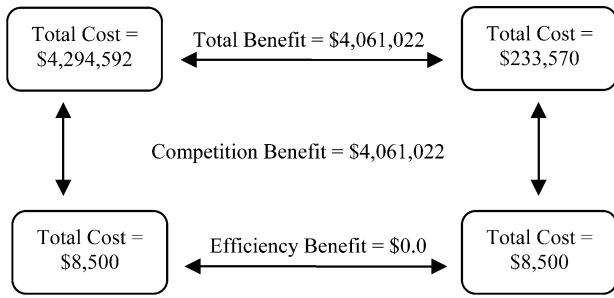 Total Cost =
$4,294,592
Total Benefit = $4,061,022
Total Cost =
$233,570
Competition Benefit = $4,061,022
Total Cost =
$8,500
Efficiency Benefit = $0.0
Total Cost =
$8,500